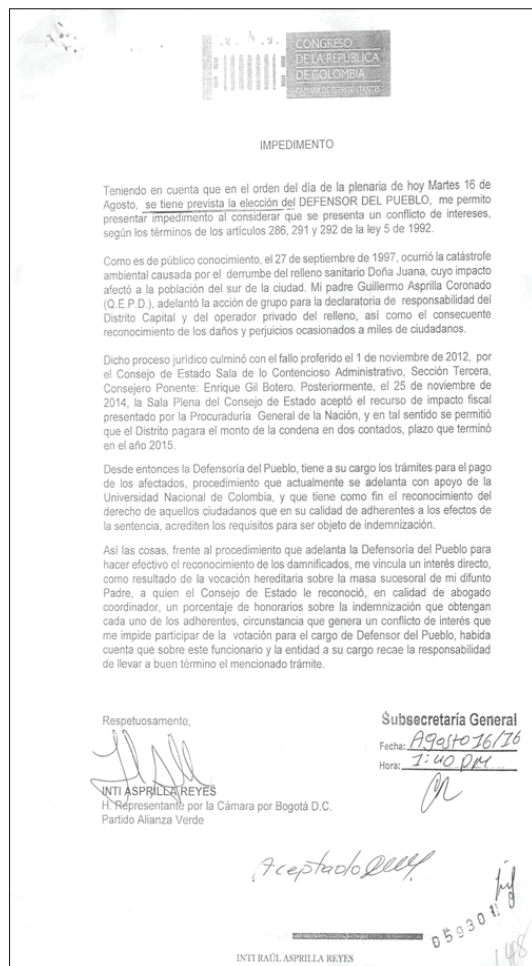 CONGRESO
DE LA REPÚBLICA
DE COLOMBIA
CÁMARA DE REPRESENTANTES
IMPEDIMENTO
Teniendo en cuenta que en el orden del día de la plenaria de hoy Martes 16 de
Agosto, se tiene prevista la elección del DEFENSOR DEL PUEBLO, me permito
presentar impedimento al considerar que se presenta un conflicto de intereses,
según los términos de los artículos 286, 291 y 292 de la ley 5 de 1992.
Como es de público conocimiento, el 27 de septiembre de 1997, ocurrió la catástrofe
ambiental causada por el derrumbe del relleno sanitario Doña Juana, cuyo impacto
afectó a la población del sur de la ciudad. Mi padre Guillermo Asprilla Coronado
(Q.E.P.D.), adelantó la acción de grupo para la declaratoria de responsabilidad del
Distrito Capital y del operador privado del relleno, así como el consecuente
reconocimiento de los daños y perjuicios ocasionados a miles de ciudadanos.
Dicho proceso jurídico culminó con el fallo proferido el 1 de noviembre de 2012, por
el Consejo de Estado Sala de lo Contencioso Administrativo, Sección Tercera,
Consejero Ponente: Enrique Gil Botero. Posteriormente, el 25 de noviembre de
2014, la Sala Plena del Consejo de Estado aceptó el recurso de impacto fiscal
presentado por la Procuraduría General de la Nación, y en tal sentido se permitió
que el Distrito pagara el monto de la condena en dos contados, plazo que terminó
en el año 2015.
Desde entonces la Defensoría del Pueblo, tiene a su cargo los trámites para el pago
de los afectados, procedimiento que actualmente se adelanta con apoyo de la
Universidad Nacional de Colombia, y que tiene como fin el reconocimiento del
derecho de aquellos ciudadanos que en su calidad de adherentes a los efectos de
la sentencia, acrediten los requisitos para ser objeto de indemnización.
Así las cosas, frente al procedimiento que adelanta la Defensoría del Pueblo para
hacer efectivo el reconocimiento de los damnificados, me vincula un interés directo,
como resultado de la vocación hereditaria sobre la masa sucesoral de mi difunto
Padre, a quien el Consejo de Estado le reconoció, en calidad de abogado
coordinador, un porcentaje de honorarios sobre la indemnización que obtengan
cada uno de los adherentes, circunstancia que genera un conflicto de interés que
me impide participar de la votación para el cargo de Defensor del Pueblo, habida
cuenta que sobre este funcionario y la entidad a su cargo recae la responsabilidad
de llevar a buen término el mencionado trámite.
Respetuosamente,
INTI ASPRILLA REYES
H. Representante por la Cámara por Bogotá D.C.
Partido Alianza Verde
Subsecretaría General
Fecha: Agosto 16/16
Hora: 1:40 PM
Aceptado
059301
148
INTI RAÚL ASPRILLA REYES